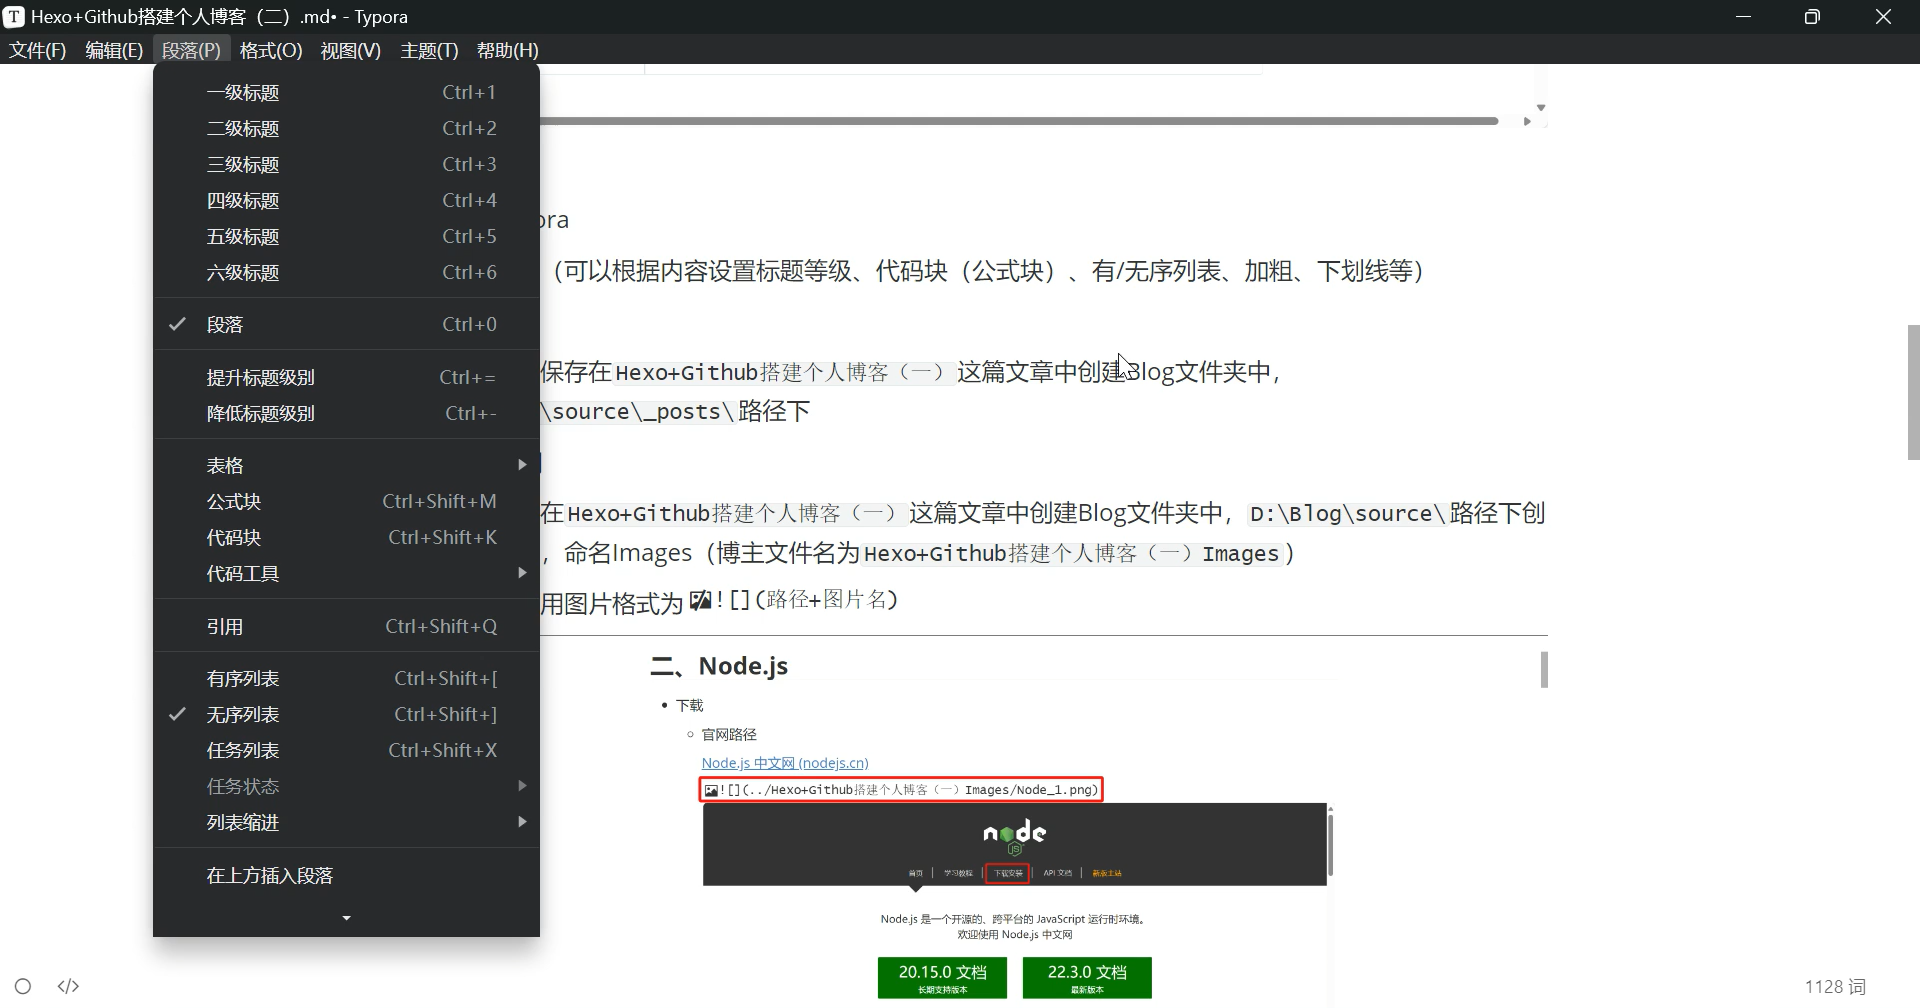 Hexo+Github搭建个人博客（二）.md• - Typora
文件(F) 编辑(E) 段落(P) 格式(O) 视图(V) 主题(T) 帮助(H)
一级标题 Ctrl+1
二级标题 Ctrl+2
三级标题 Ctrl+3
四级标题 Ctrl+4
五级标题 Ctrl+5
六级标题 Ctrl+6
段落 Ctrl+0
提升标题级别 Ctrl+=
降低标题级别 Ctrl+-
表格
公式块 Ctrl+Shift+M
代码块 Ctrl+Shift+K
代码工具
引用 Ctrl+Shift+Q
有序列表 Ctrl+Shift+[
无序列表 Ctrl+Shift+]
任务列表 Ctrl+Shift+X
任务状态
列表缩进
在上方插入段落
ora
（可以根据内容设置标题等级、代码块（公式块）、有/无序列表、加粗、下划线等）
保存在Hexo+Github搭建个人博客（一）这篇文章中创建Blog文件夹中，
\source\_posts\路径下
在Hexo+Github搭建个人博客（一）这篇文章中创建Blog文件夹中，D:\Blog\source\路径下创
，命名Images（博主文件名为Hexo+Github搭建个人博客（一）Images）
用图片格式为![](路径+图片名)
二、Node.js
• 下载
○ 官网路径
Node.js 中文网 (nodejs.cn)
![](../Hexo+Github搭建个人博客（一）Images/Node_1.png)
node
JS
首页 | 学习教程 | 下载安装 | API 文档 | 新版主站
Node.js 是一个开源的、跨平台的 JavaScript 运行时环境。
欢迎使用 Node.js 中文网
20.15.0 文档
长期支持版本
22.3.0 文档
最新版本
</> 1128 词